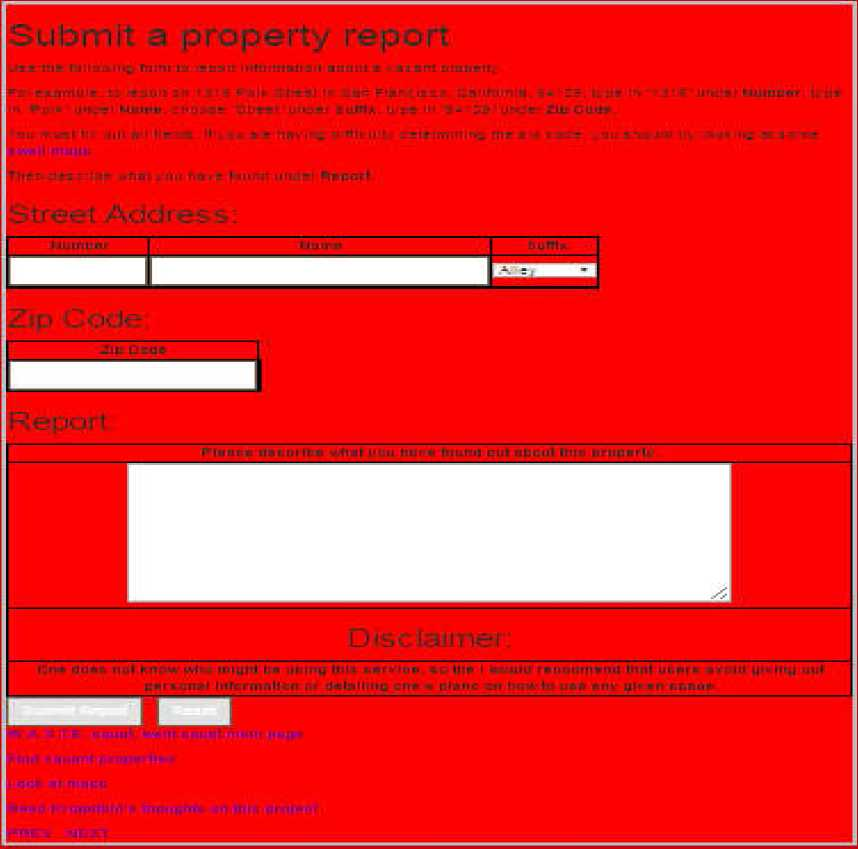 Submit a property report
Use the following form to report information about a vacant property.
For example, to report on 1315 Polk Street in San Francisco, California, 94109, type in "1315" under Number, type
in "Polk" under Name, choose "Street" under Suffix, type in "94109" under Zip Code.
You must fill out all fields. If you are having difficulty determining the zip code, you should try looking at some
swell maps.
Then describe what you have found under Report.
Street Address:
Number Name Suffix
Alley
Zip Code:
Zip Code
Report:
Please describe what you have found out about this property.
Disclaimer:
One does not know who might be using this service, so the I would recommend that users avoid giving out
personal information or detailing one's plans on how to use any given space.
Submit Report Reset
W.A.S.T.E. squat, went squat main page
Find squant properties
Look at maps
Read thoughts on this project
PREV NEXT